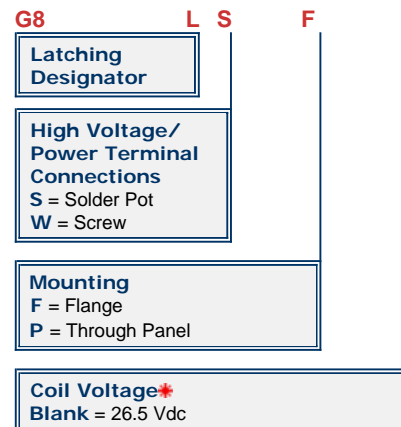 G8 L S F
Latching
Designator
High Voltage/
Power Terminal
Connections
S = Solder Pot
W = Screw
Mounting
F = Flange
P = Through Panel
Coil Voltage✹
Blank = 26.5 Vdc